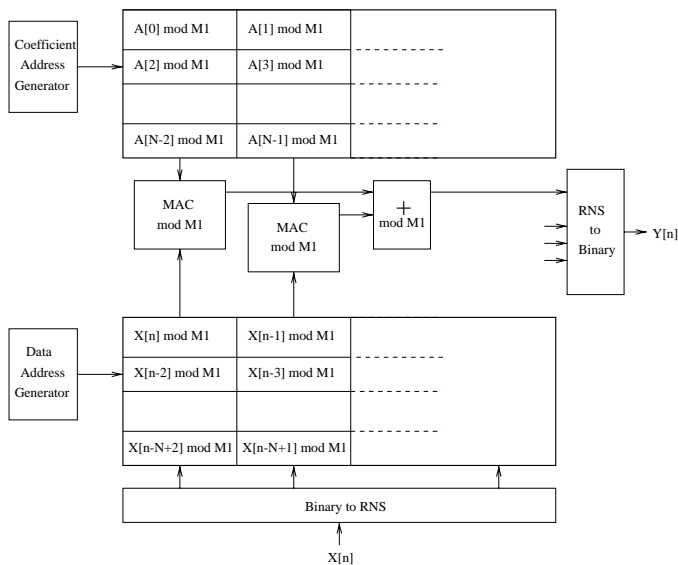 Coefficient
Address
Generator
A[0] mod M1
A[1] mod M1
A[2] mod M1
A[3] mod M1
A[N-2] mod M1
A[N-1] mod M1
MAC
mod M1
MAC
mod M1
+
mod M1
RNS
to
Binary
Y[n]
Data
Address
Generator
X[n] mod M1
X[n-1] mod M1
X[n-2] mod M1
X[n-3] mod M1
X[n-N+2] mod M1
X[n-N+1] mod M1
Binary to RNS
X[n]